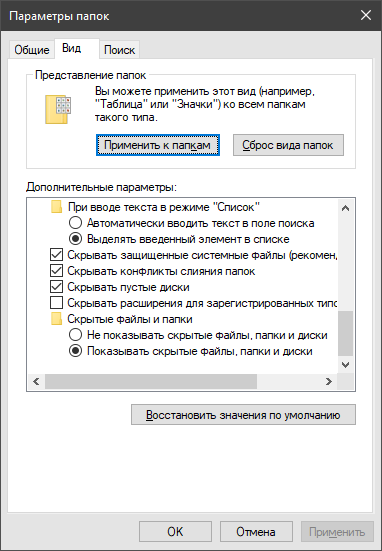 Параметры папок
Общие
Вид
Поиск
Представление папок
Вы можете применить этот вид (например,
"Таблица" или "Значки") ко всем папкам
такого типа.
Применить к папкам
Сброс вида папок
Дополнительные параметры:
При вводе текста в режиме "Список"
Автоматически вводить текст в поле поиска
Выделять введенный элемент в списке
Скрывать защищенные системные файлы (рекомен,
Скрывать конфликты слияния папок
Скрывать пустые диски
Скрывать расширения для зарегистрированных типо
Скрытые файлы и папки
Не показывать скрытые файлы, папки и диски
Показывать скрытые файлы, папки и диски
Восстановить значения по умолчанию
OK
Отмена
Применить